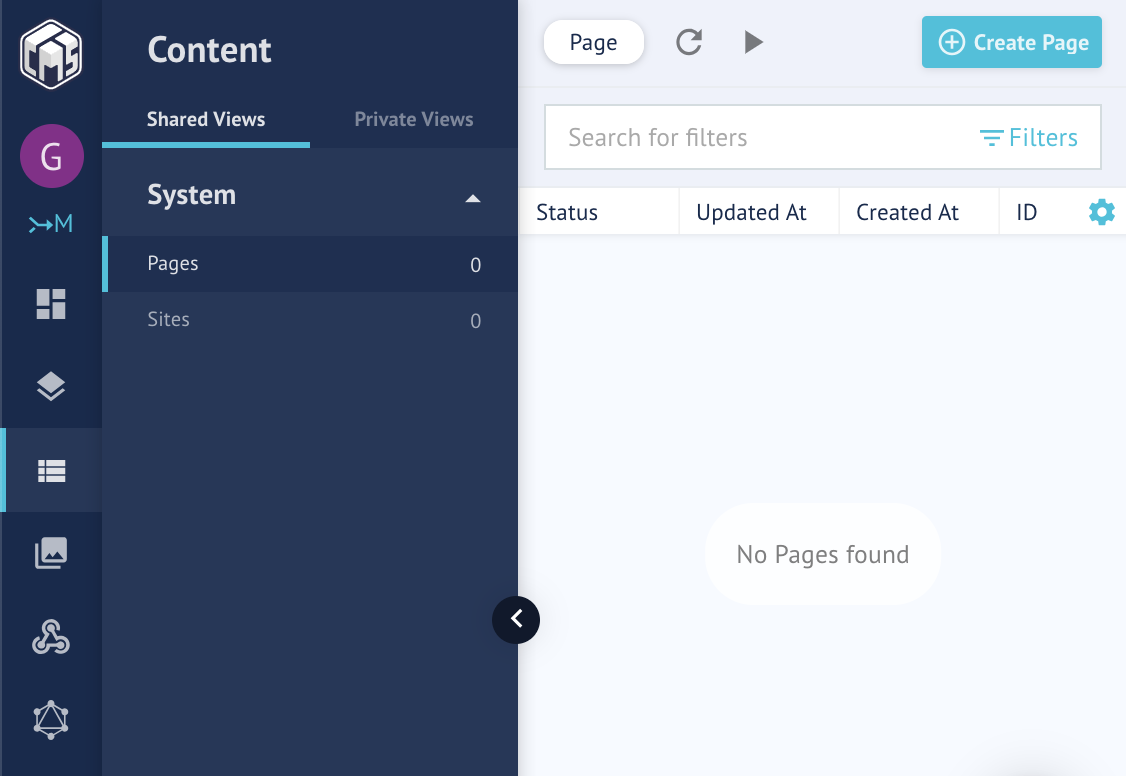 CMS
G
M
Content
Shared Views
Private Views
System
Pages
0
Sites
0
Page
Create Page
Search for filters
Filters
Status
Updated At
Created At
ID
No Pages found